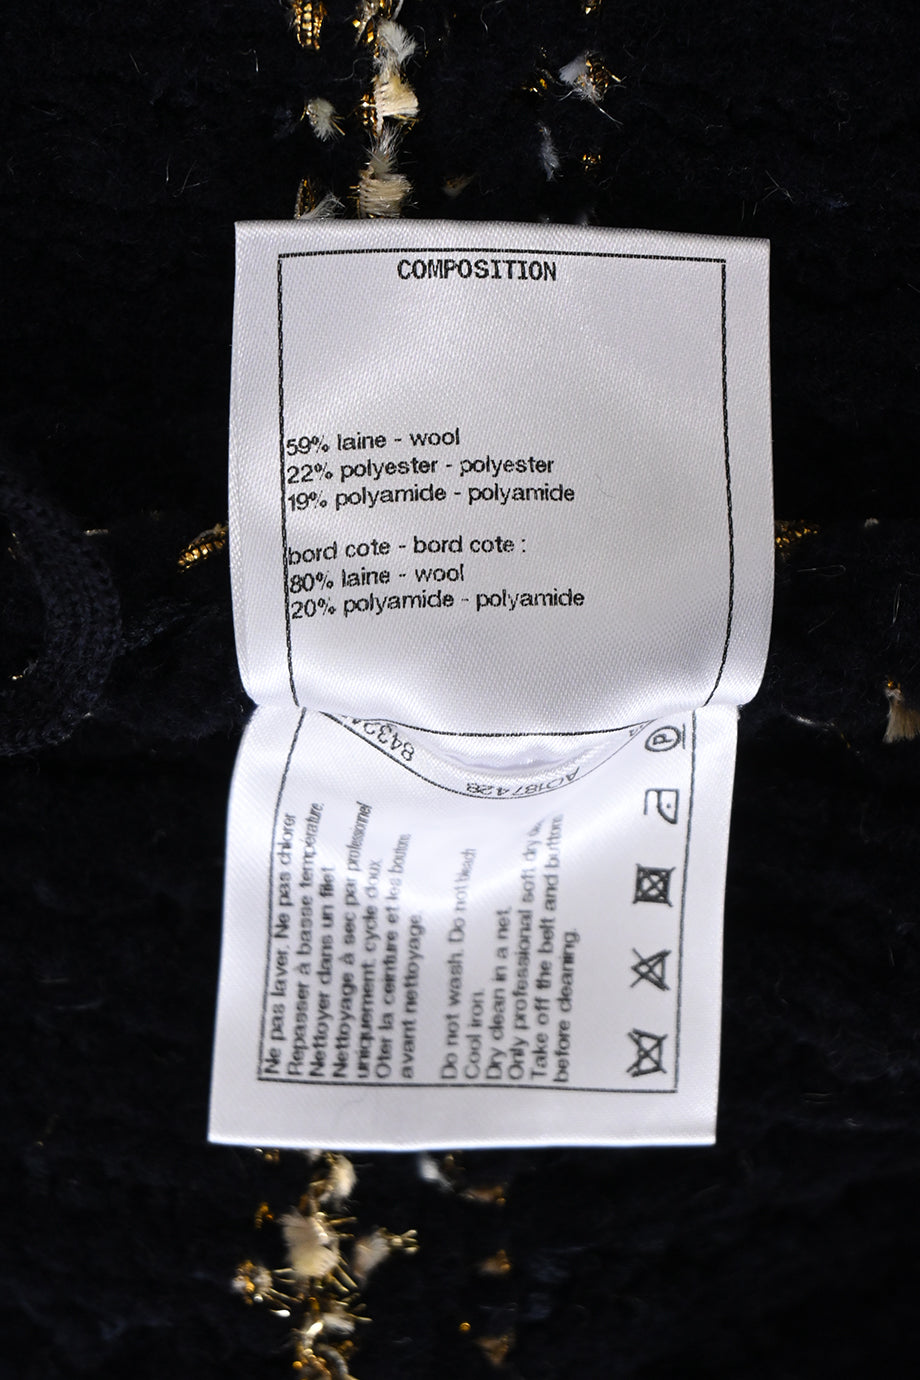 COMPOSITION
59% laine - wool
22% polyester - polyester
19% polyamide - polyamide
bord cote - bord cote :
80% laine - wool
20% polyamide - polyamide
8432
A0187428
P
Ne pas laver. Ne pas chlorer
Repasser à basse température.
Nettoyer dans un filet
Nettoyage à sec par professionnel
uniquement. cycle doux.
Oter la ceinture et les boutons
avant nettoyage.
Do not wash. Do not bleach
Cool iron.
Dry clean in a net.
Only professional soft dry
Take off the belt and buttons
before cleaning.